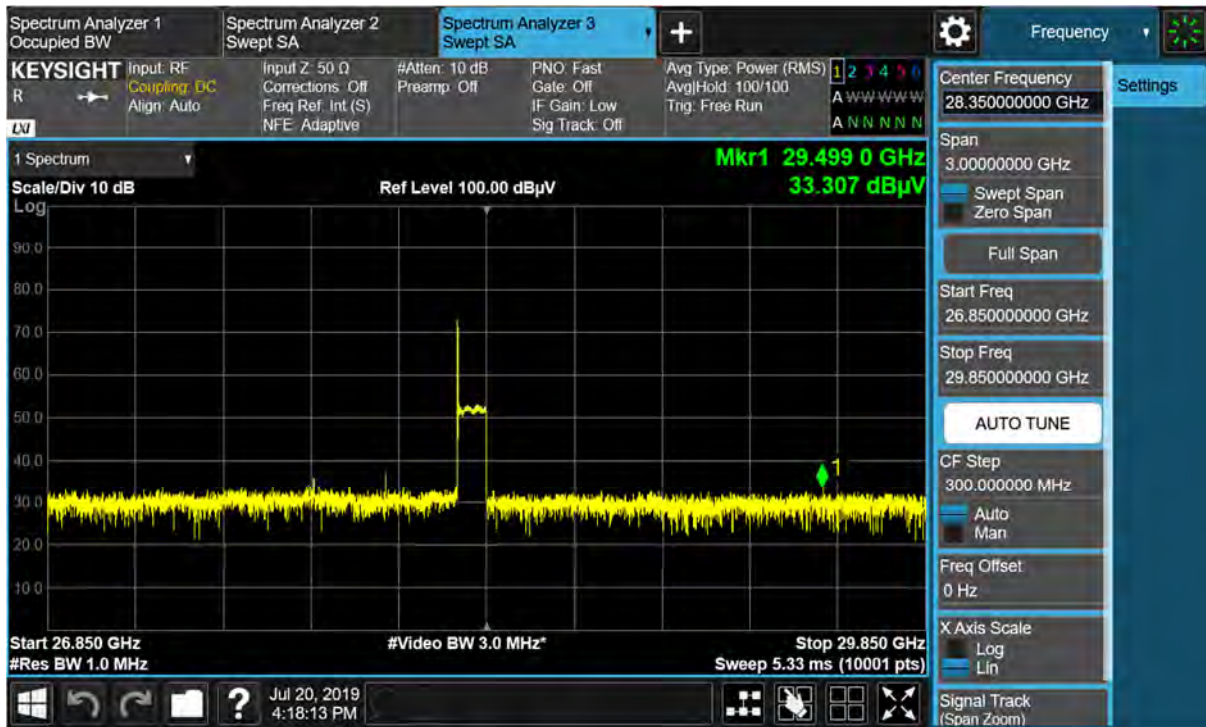 Spectrum Analyzer 1
Occupied BW
Spectrum Analyzer 2
Swept SA
Spectrum Analyzer 3
Swept SA
Frequency
KEYSIGHT
R
LXI
Input: RF
Coupling: DC
Align: Auto
Input Z: 50 Ω
Corrections: Off
Freq Ref: Int (S)
NFE: Adaptive
#Atten: 10 dB
Preamp: Off
PNO: Fast
Gate: Off
IF Gain: Low
Sig Track: Off
Avg Type: Power (RMS)
Avg|Hold: 100/100
Trig: Free Run
1 2 3 4 5 6
A W W W W W
A N N N N N
1 Spectrum
Mkr1 29.499 0 GHz
Scale/Div 10 dB
Ref Level 100.00 dBµV
33.307 dBµV
Log
90.0
80.0
70.0
60.0
50.0
40.0
30.0
20.0
10.0
1
Start 26.850 GHz
#Video BW 3.0 MHz*
Stop 29.850 GHz
#Res BW 1.0 MHz
Sweep 5.33 ms (10001 pts)
?
Jul 20, 2019
4:18:13 PM
Center Frequency
28.350000000 GHz
Settings
Span
3.00000000 GHz
Swept Span
Zero Span
Full Span
Start Freq
26.850000000 GHz
Stop Freq
29.850000000 GHz
AUTO TUNE
CF Step
300.000000 MHz
Auto
Man
Freq Offset
0 Hz
X Axis Scale
Log
Lin
Signal Track
(Span Zoom)